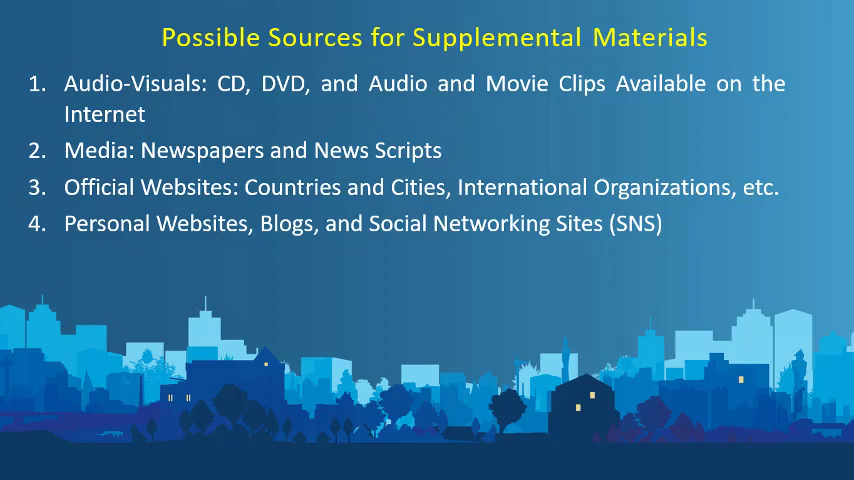 Possible Sources for Supplemental Materials
1. Audio-Visuals: CD, DVD, and Audio and Movie Clips Available on the
Internet
2. Media: Newspapers and News Scripts
3. Official Websites: Countries and Cities, International Organizations, etc.
4. Personal Websites, Blogs, and Social Networking Sites (SNS)